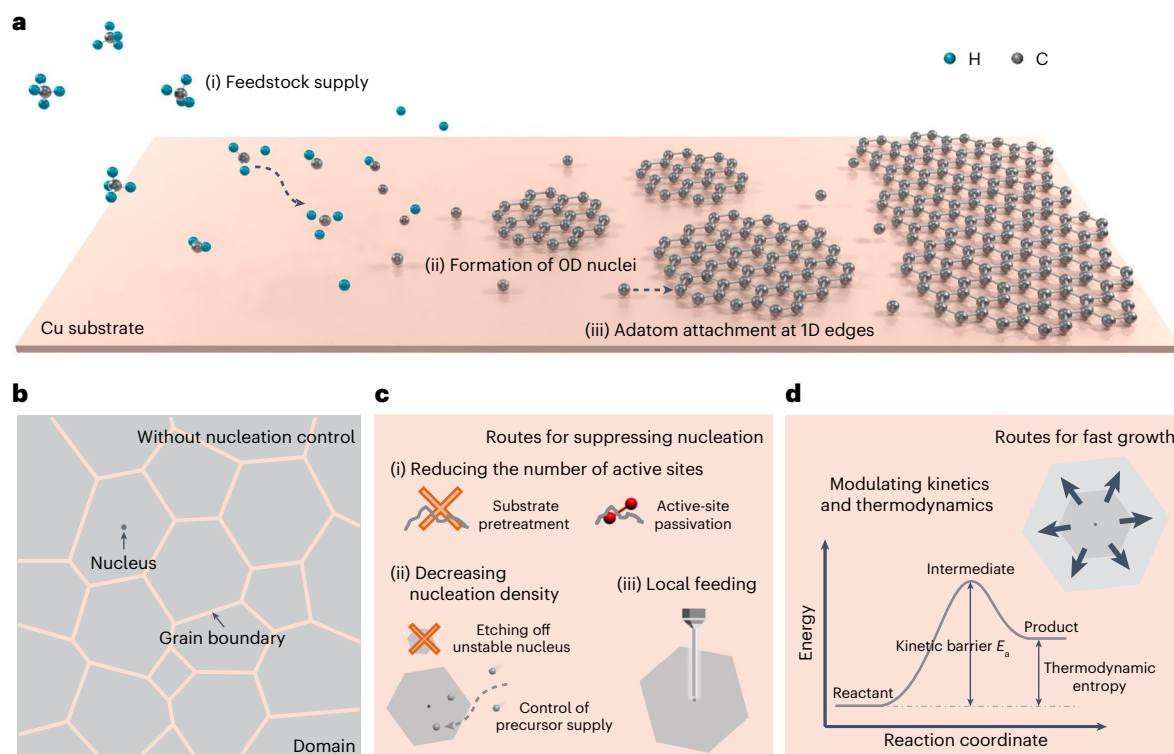 a
H C
(i) Feedstock supply
(ii) Formation of 0D nuclei
Cu substrate
(iii) Adatom attachment at 1D edges
b
Without nucleation control
Nucleus
Grain boundary
Domain
c
Routes for suppressing nucleation
(i) Reducing the number of active sites
Substrate
pretreatment
Active-site
passivation
(ii) Decreasing
nucleation density
Etching off
unstable nucleus
Control of
precursor supply
(iii) Local feeding
d
Routes for fast growth
Modulating kinetics
and thermodynamics
Energy
Intermediate
Product
Kinetic barrier Ea
Thermodynamic
entropy
Reactant
Reaction coordinate